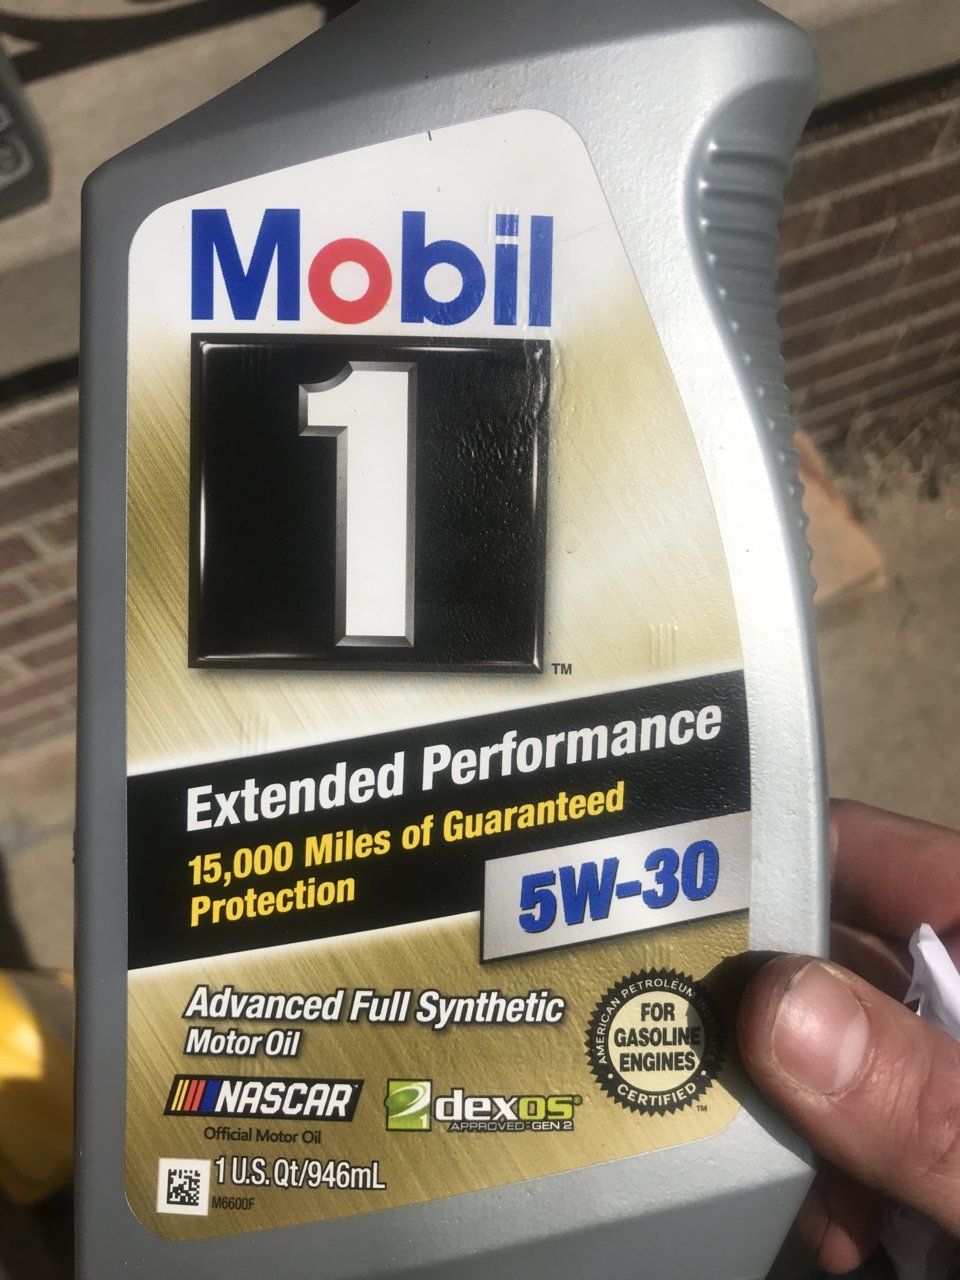 Mobil
1
TM
Extended Performance
15,000 Miles of Guaranteed
Protection
5W-30
Advanced Full Synthetic
Motor Oil
AMERICAN PETROLEUM
FOR
GASOLINE
ENGINES
CERTIFIED
TM
NASCAR
Official Motor Oil
dexos®
APPROVED-GEN 2
1 U.S. Qt/946mL
M6600F